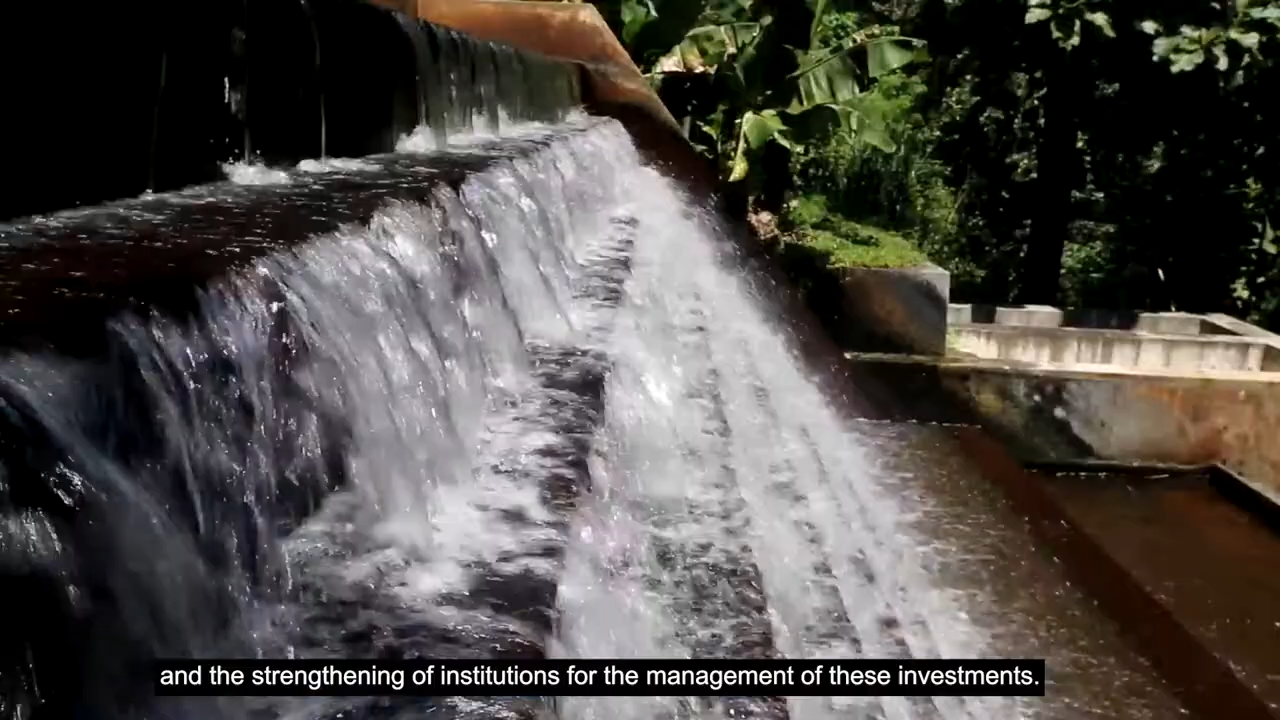 and the strengthening of institutions for the management of these investments.